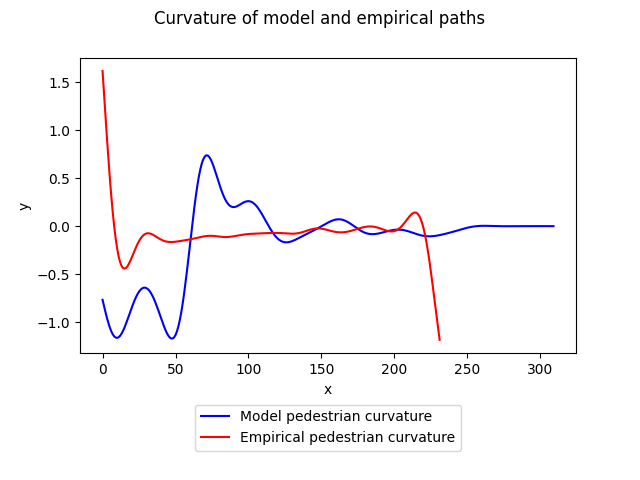 Curvature of model and empirical paths
1.5
1.0
0.5
0.0
−0.5
−1.0
y
0 50 100 150 200 250 300
x
Model pedestrian curvature
Empirical pedestrian curvature